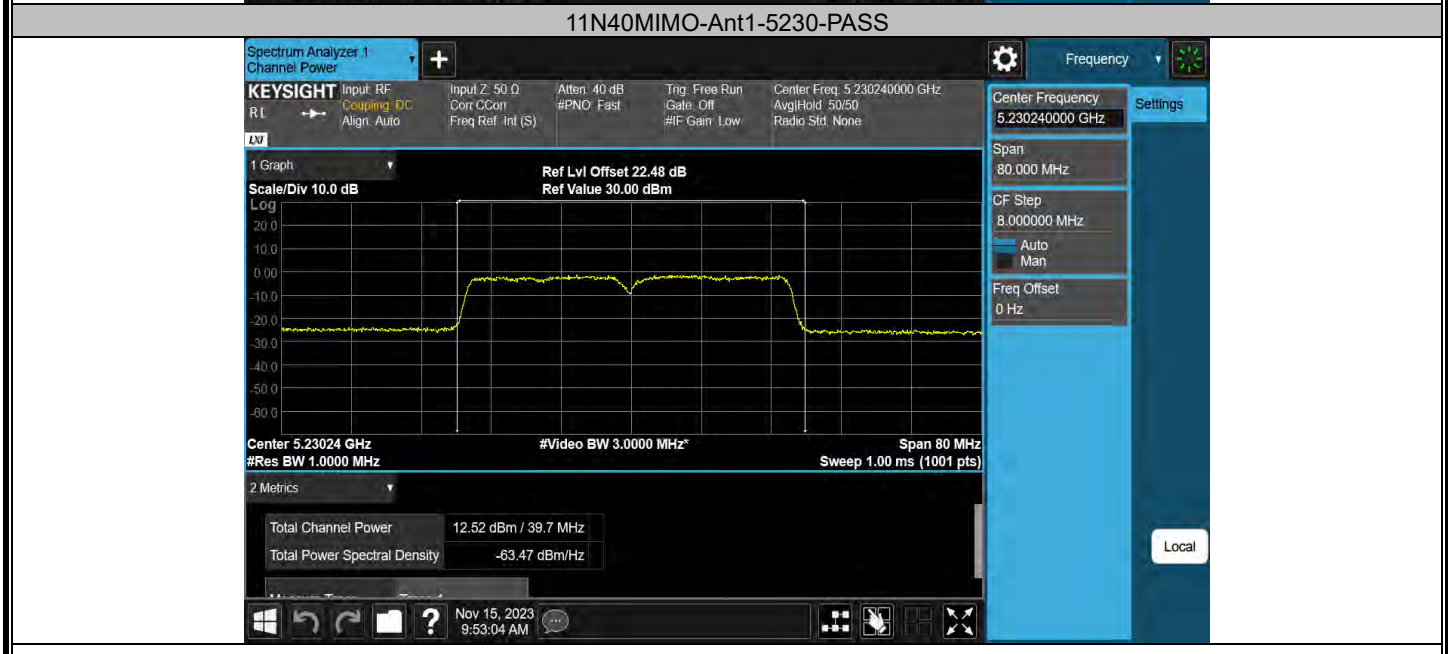 11N40MIMO-Ant1-5230-PASS
Spectrum Analyzer 1
Channel Power
Frequency
KEYSIGHT
RL
LXI
Input: RF
Coupling: DC
Align: Auto
Input Z: 50 Ω
Corr CCorr
Freq Ref: Int (S)
Atten: 40 dB
#PNO: Fast
Trig: Free Run
Gate: Off
#IF Gain: Low
Center Freq: 5.230240000 GHz
Avg|Hold: 50/50
Radio Std: None
Center Frequency
5.230240000 GHz
Settings
Span
80.000 MHz
CF Step
8.000000 MHz
Auto
Man
Freq Offset
0 Hz
Local
1 Graph
Scale/Div 10.0 dB
Ref Lvl Offset 22.48 dB
Ref Value 30.00 dBm
Log
20.0
10.0
0.00
-10.0
-20.0
-30.0
-40.0
-50.0
-60.0
Center 5.23024 GHz
#Video BW 3.0000 MHz*
Span 80 MHz
#Res BW 1.0000 MHz
Sweep 1.00 ms (1001 pts)
2 Metrics
Total Channel Power 12.52 dBm / 39.7 MHz
Total Power Spectral Density -63.47 dBm/Hz
Nov 15, 2023
9:53:04 AM